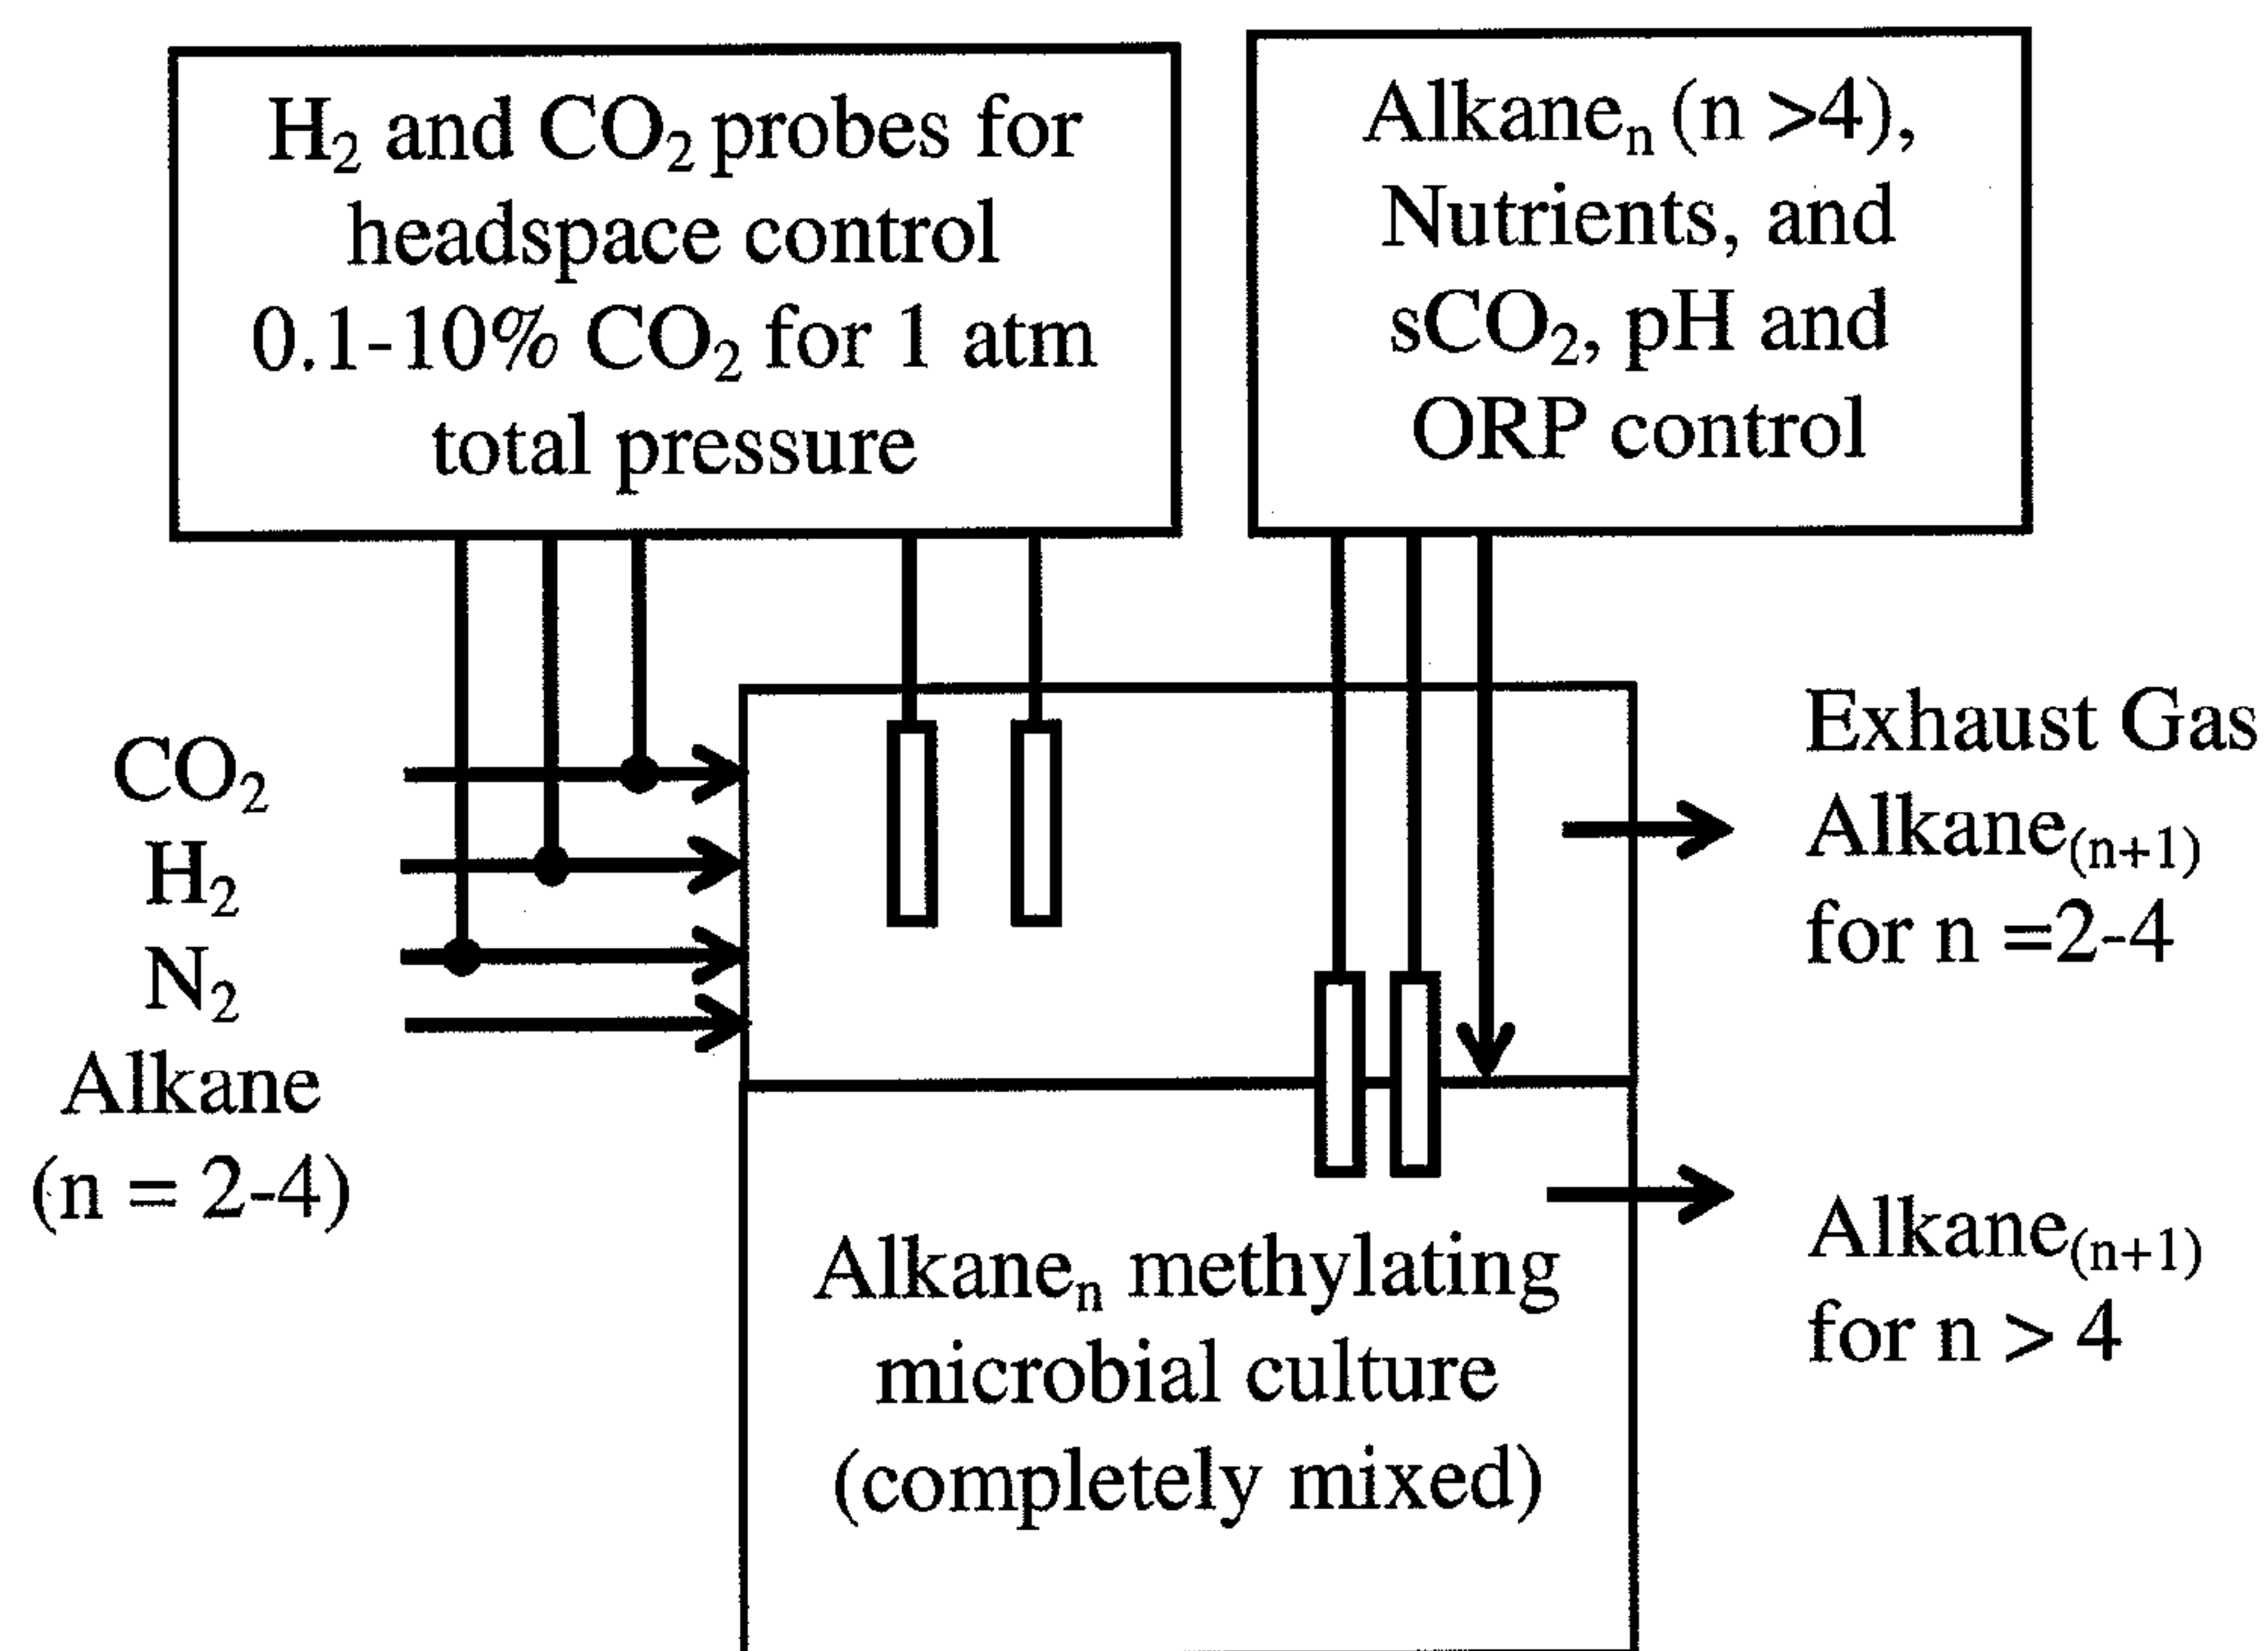 H₂ and CO₂ probes for
headspace control
0.1-10% CO₂ for 1 atm
total pressure
Alkaneₙ (n >4),
Nutrients, and
sCO₂, pH and
ORP control
CO₂
H₂
N₂
Alkane
(n = 2-4)
Exhaust Gas
Alkane₍ₙ₊₁₎
for n =2-4
Alkane₍ₙ₊₁₎
for n > 4
Alkaneₙ methylating
microbial culture
(completely mixed)